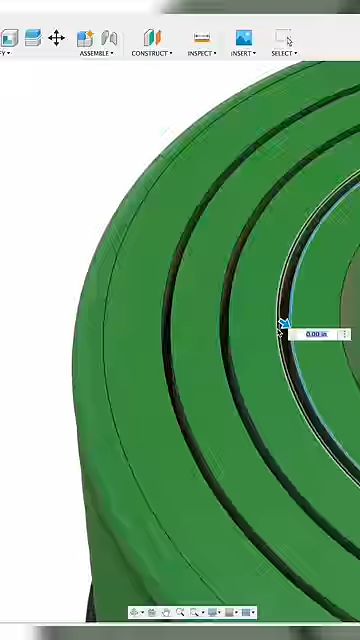 ASSEMBLE▾
CONSTRUCT▾
INSPECT▾
INSERT▾
SELECT▾
0.00 in